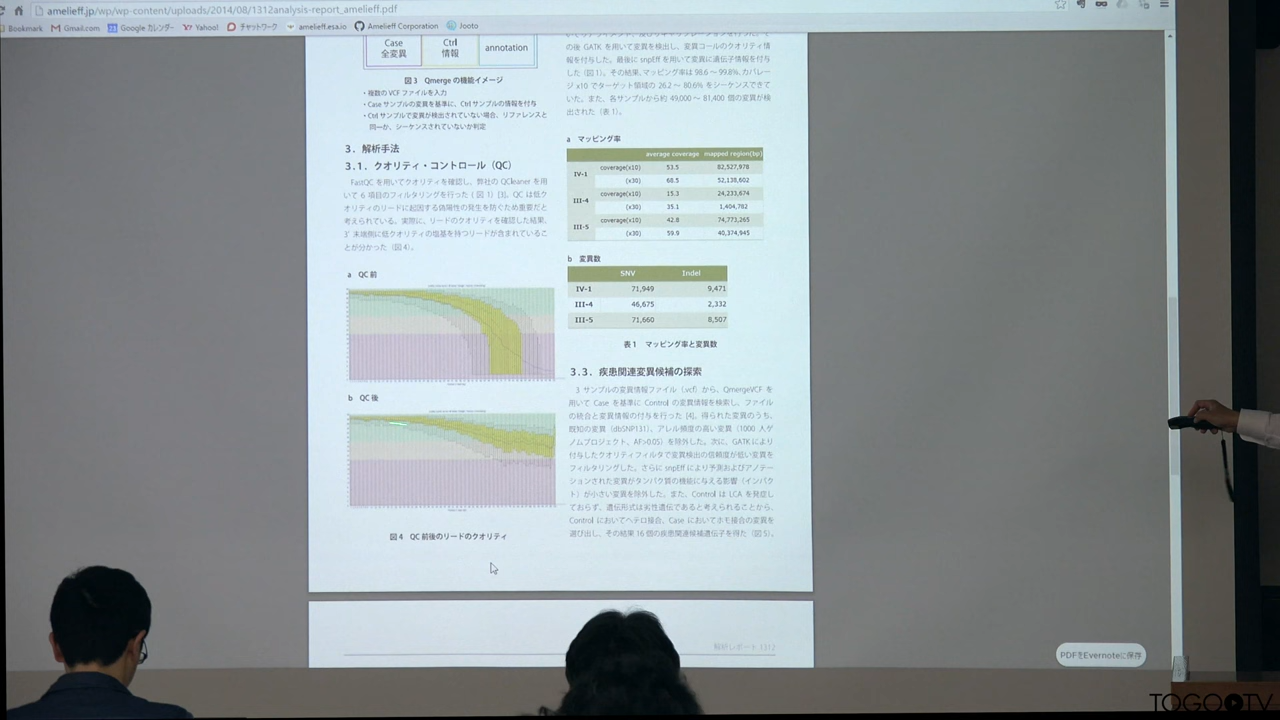 amelieff.jp/wp/wp-content/uploads/2014/08/1312analysis-report_amelieff.pdf
Bookmark Gmail.com Google カレンダー Yahoo! チャットワーク amelieff.esa.io Amelieff Corporation Jooto
Case
全変異
Ctrl
情報
annotation
図3 Qmerge の機能イメージ
・複数の VCF ファイルを入力
・Case サンプルの変異を基準に、Ctrl サンプルの情報を付与
・Ctrl サンプルで変異が検出されていない場合、リファレンスと
同一か、シーケンスされていないか判定
3. 解析手法
3.1. クオリティ・コントロール（QC）
FastQC を用いてクオリティを確認し、弊社の QCleaner を用
いて 6 項目のフィルタリングを行った（図 1）[3]。QC は低ク
オリティのリードに起因する偽陽性の発生を防ぐため重要だと
考えられている。実際に、リードのクオリティを確認した結果、
3' 末端側に低クオリティの塩基を持つリードが含まれているこ
とが分かった（図 4）。
a QC 前
b QC 後
図4 QC 前後のリードのクオリティ
の後 GATK を用いて変異を検出し、変異コールのクオリティ情
報を付与した。最後に snpEff を用いて変異に遺伝子情報を付与
した（図 1）。その結果、マッピング率は 98.6 ～ 99.8%、カバレー
ジ x10 でターゲット領域の 26.2 ～ 80.6% をシーケンスできて
いた。また、各サンプルから約 49,000 ～ 81,400 個の変異が検
出された（表 1）。
a マッピング率
average coverage mapped region(bp)
IV-1 coverage(x10) 53.5 82,527,978
(x30) 68.5 52,138,602
III-4 coverage(x10) 15.3 24,233,674
(x30) 35.1 1,404,782
III-5 coverage(x10) 42.8 74,773,265
(x30) 59.9 40,374,945
b 変異数
SNV Indel
IV-1 71,949 9,471
III-4 46,675 2,332
III-5 71,660 8,507
表1 マッピング率と変異数
3.3. 疾患関連変異候補の探索
3 サンプルの変異情報ファイル（.vcf）から、QmergeVCF を
用いて Case を基準に Control の変異情報を検索し、ファイル
の統合と変異情報の付与を行った [4]。得られた変異のうち、
既知の変異（dbSNP131）、アレル頻度の高い変異（1000 人ゲ
ノムプロジェクト、AF>0.05）を除外した。次に、GATK により
付与したクオリティフィルタで変異検出の信頼度が低い変異を
フィルタリングした。さらに snpEff により予測およびアノテー
ションされた変異がタンパク質の機能に与える影響（インパク
ト）が小さい変異を除外した。また、Control は LCA を発症し
ておらず、遺伝形式は劣性遺伝であると考えられることから、
Control においてヘテロ接合、Case においてホモ接合の変異を
選び出し、その結果 16 個の疾患関連候補遺伝子を得た（図 5）。
解析レポート 1312
PDFをEvernoteに保存
TOGOTV